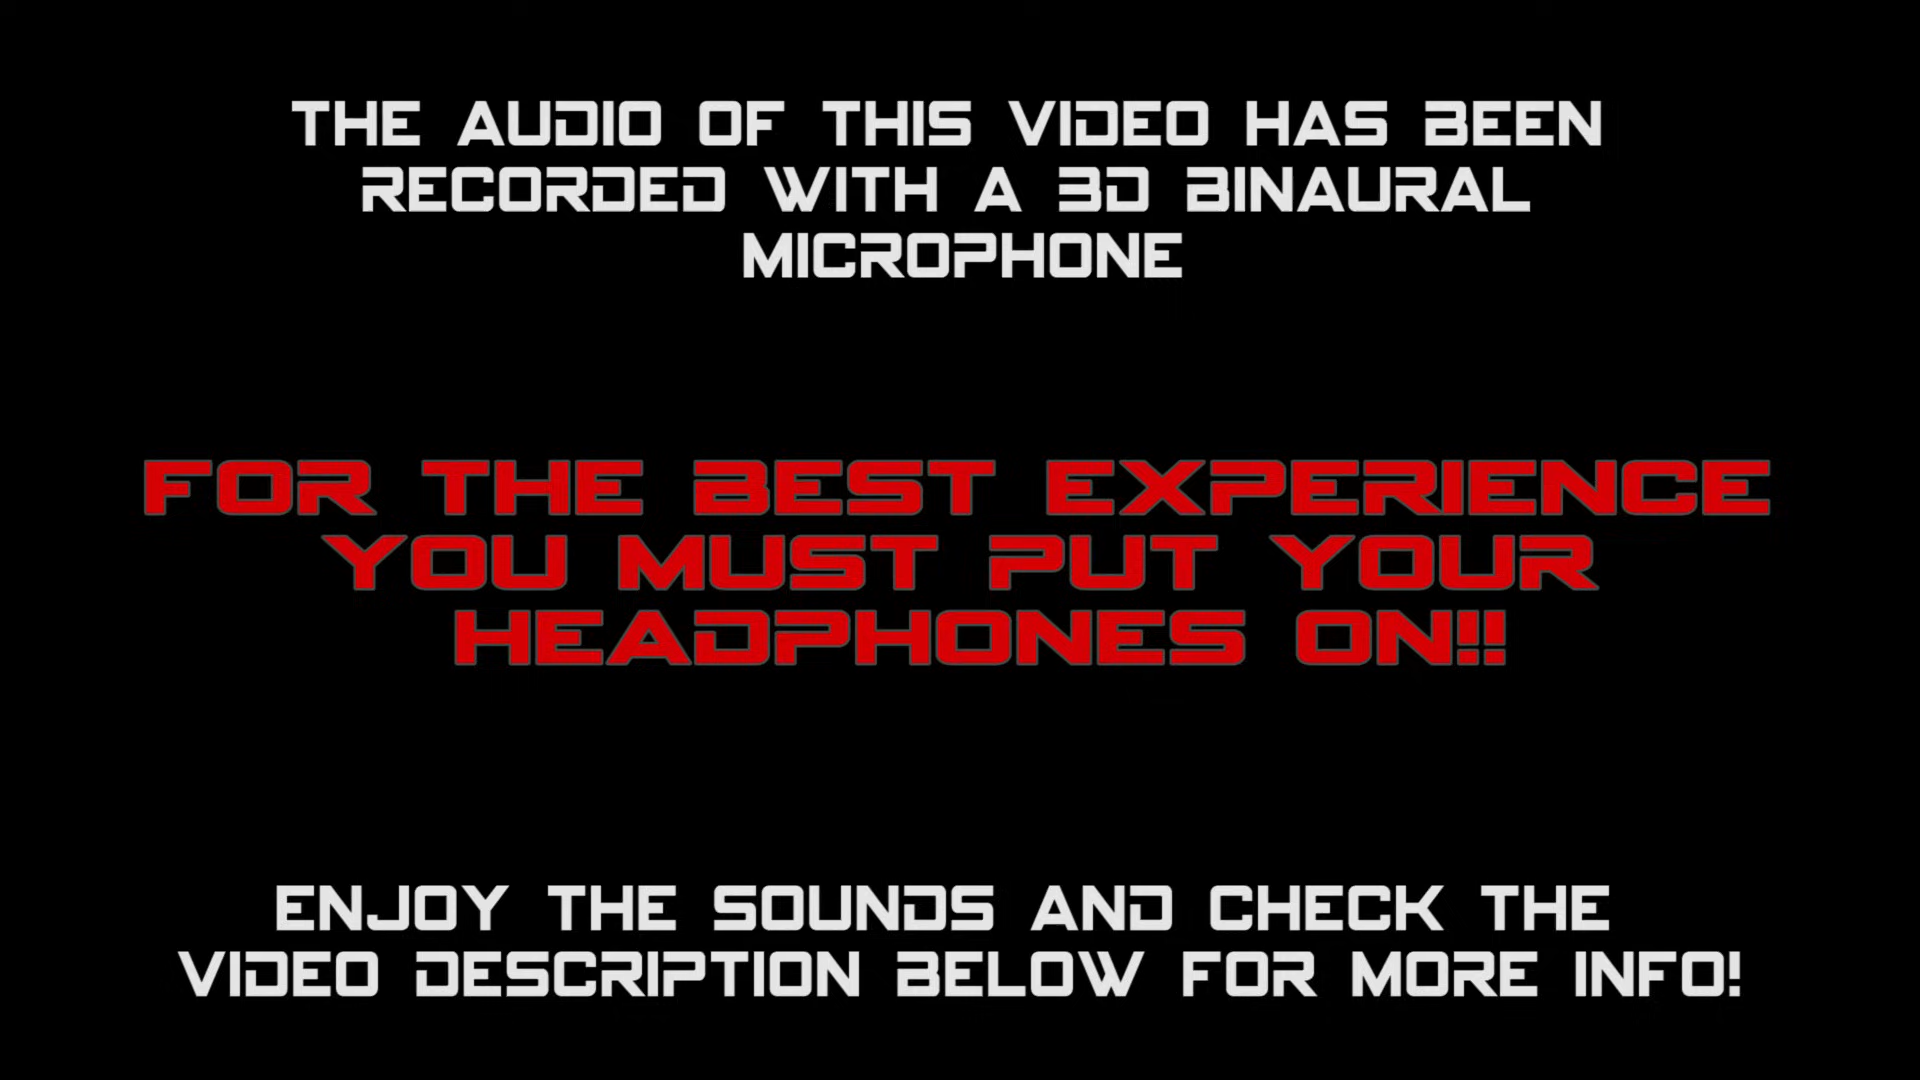 THE AUDIO OF THIS VIDEO HAS BEEN
RECORDED WITH A 3D BINAURAL
MICROPHONE
FOR THE BEST EXPERIENCE
YOU MUST PUT YOUR
HEADPHONES ON!!
ENJOY THE SOUNDS AND CHECK THE
VIDEO DESCRIPTION BELOW FOR MORE INFO!